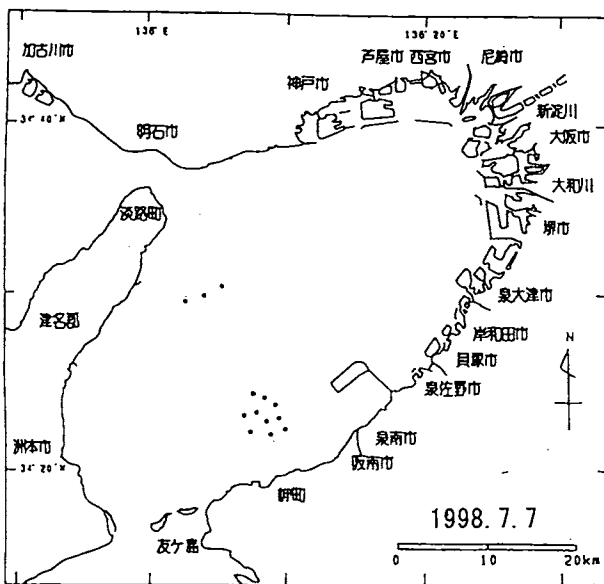 136°E
136°20'E
加古川市
芦屋市 西宮市 尼崎市
神戸市
新淀川
34°40'N
明石市
大阪市
大和川
淡路町
堺市
泉大津市
津名郡
岸和田市
N
貝塚市
泉佐野市
洲本市
泉南市
34°20'N
阪南市
岬町
1998.7.7
友ケ島
0 10 20km